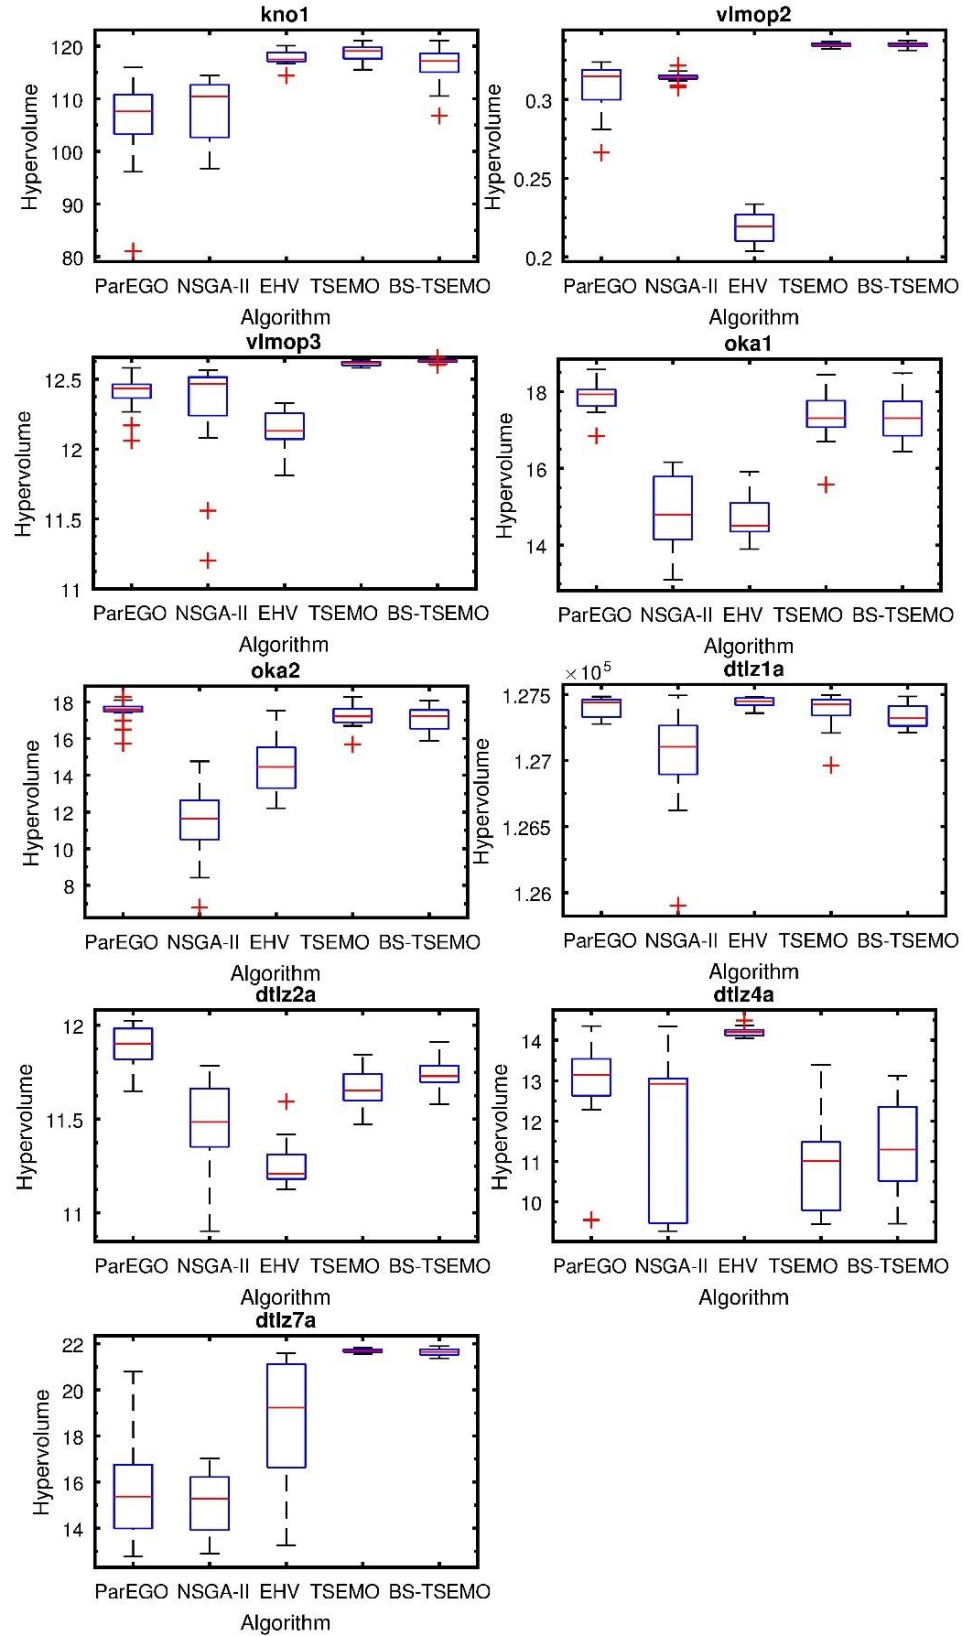 kno1
120
110
100
90
80
Hypervolume
ParEGO NSGA-II EHV TSEMO BS-TSEMO
Algorithm
vlmop2
0.3
0.25
0.2
Hypervolume
ParEGO NSGA-II EHV TSEMO BS-TSEMO
Algorithm
vlmop3
12.5
12
11.5
11
Hypervolume
ParEGO NSGA-II EHV TSEMO BS-TSEMO
Algorithm
oka1
18
16
14
Hypervolume
ParEGO NSGA-II EHV TSEMO BS-TSEMO
Algorithm
oka2
18
16
14
12
10
8
Hypervolume
ParEGO NSGA-II EHV TSEMO BS-TSEMO
Algorithm
×10⁵
dtlz1a
1.275
1.27
1.265
1.26
Hypervolume
ParEGO NSGA-II EHV TSEMO BS-TSEMO
Algorithm
dtlz2a
12
11.5
11
Hypervolume
ParEGO NSGA-II EHV TSEMO BS-TSEMO
Algorithm
dtlz4a
14
13
12
11
10
Hypervolume
ParEGO NSGA-II EHV TSEMO BS-TSEMO
Algorithm
dtlz7a
22
20
18
16
14
Hypervolume
ParEGO NSGA-II EHV TSEMO BS-TSEMO
Algorithm